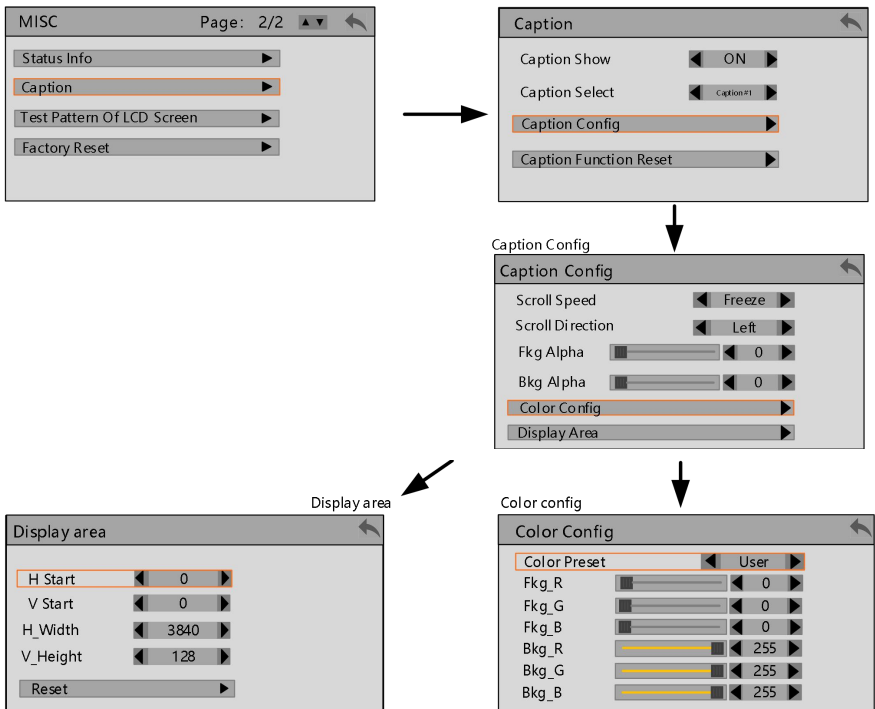 MISC Page: 2/2
Status Info
Caption
Test Pattern Of LCD Screen
Factory Reset
Caption
Caption Show ON
Caption Select Caption#1
Caption Config
Caption Function Reset
Caption Config
Caption Config
Scroll Speed Freeze
Scroll Direction Left
Fkg Alpha 0
Bkg Alpha 0
Color Config
Display Area
Display area
Display area
H Start 0
V Start 0
H_Width 3840
V_Height 128
Reset
Color config
Color Config
Color Preset User
Fkg_R 0
Fkg_G 0
Fkg_B 0
Bkg_R 255
Bkg_G 255
Bkg_B 255